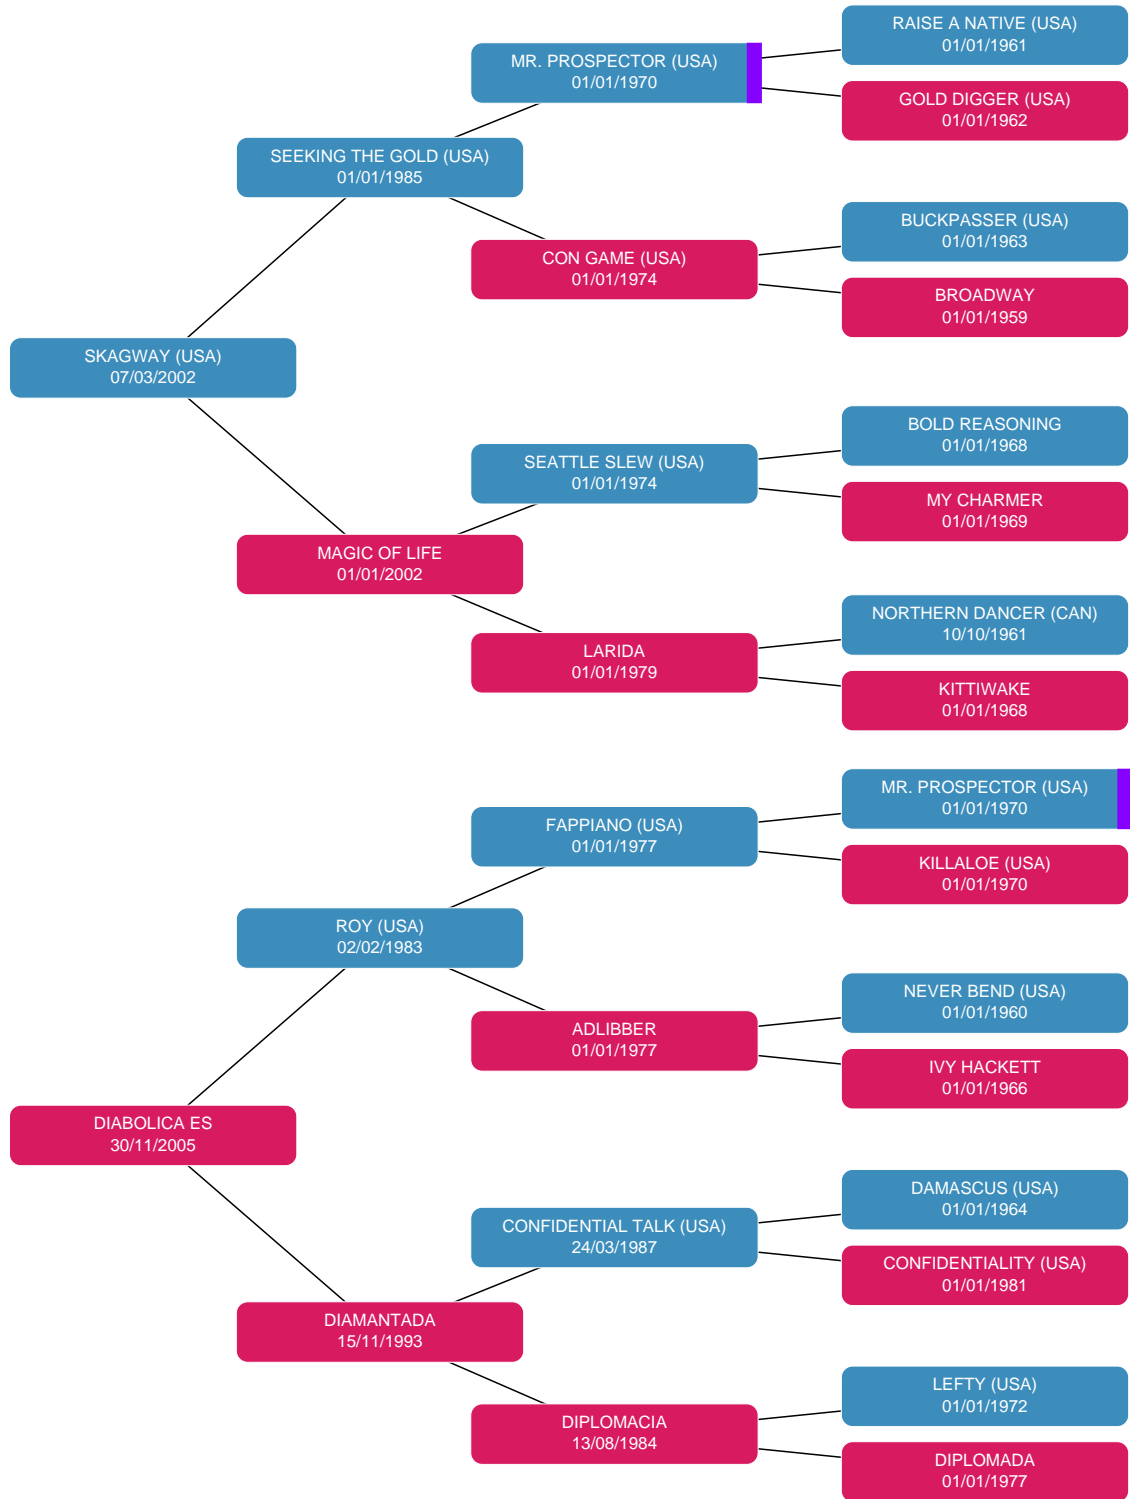 RAISE A NATIVE (USA)
01/01/1961
MR. PROSPECTOR (USA)
01/01/1970
GOLD DIGGER (USA)
01/01/1962
SEEKING THE GOLD (USA)
01/01/1985
BUCKPASSER (USA)
01/01/1963
CON GAME (USA)
01/01/1974
BROADWAY
01/01/1959
SKAGWAY (USA)
07/03/2002
BOLD REASONING
01/01/1968
SEATTLE SLEW (USA)
01/01/1974
MY CHARMER
01/01/1969
MAGIC OF LIFE
01/01/2002
NORTHERN DANCER (CAN)
10/10/1961
LARIDA
01/01/1979
KITTIWAKE
01/01/1968
MR. PROSPECTOR (USA)
01/01/1970
FAPPIANO (USA)
01/01/1977
KILLALOE (USA)
01/01/1970
ROY (USA)
02/02/1983
NEVER BEND (USA)
01/01/1960
ADLIBBER
01/01/1977
IVY HACKETT
01/01/1966
DIABOLICA ES
30/11/2005
DAMASCUS (USA)
01/01/1964
CONFIDENTIAL TALK (USA)
24/03/1987
CONFIDENTIALITY (USA)
01/01/1981
DIAMANTADA
15/11/1993
LEFTY (USA)
01/01/1972
DIPLOMACIA
13/08/1984
DIPLOMADA
01/01/1977